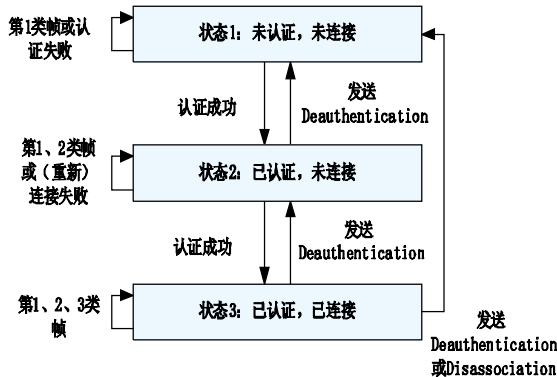 第1类帧或认
证失败
状态1: 未认证，未连接
认证成功
发送
Deauthentication
第1、2类帧
或（重新）
连接失败
状态2: 已认证，未连接
认证成功
发送
Deauthentication
第1、2、3类
帧
状态3: 已认证，已连接
发送
Deauthentication
或Disassociation